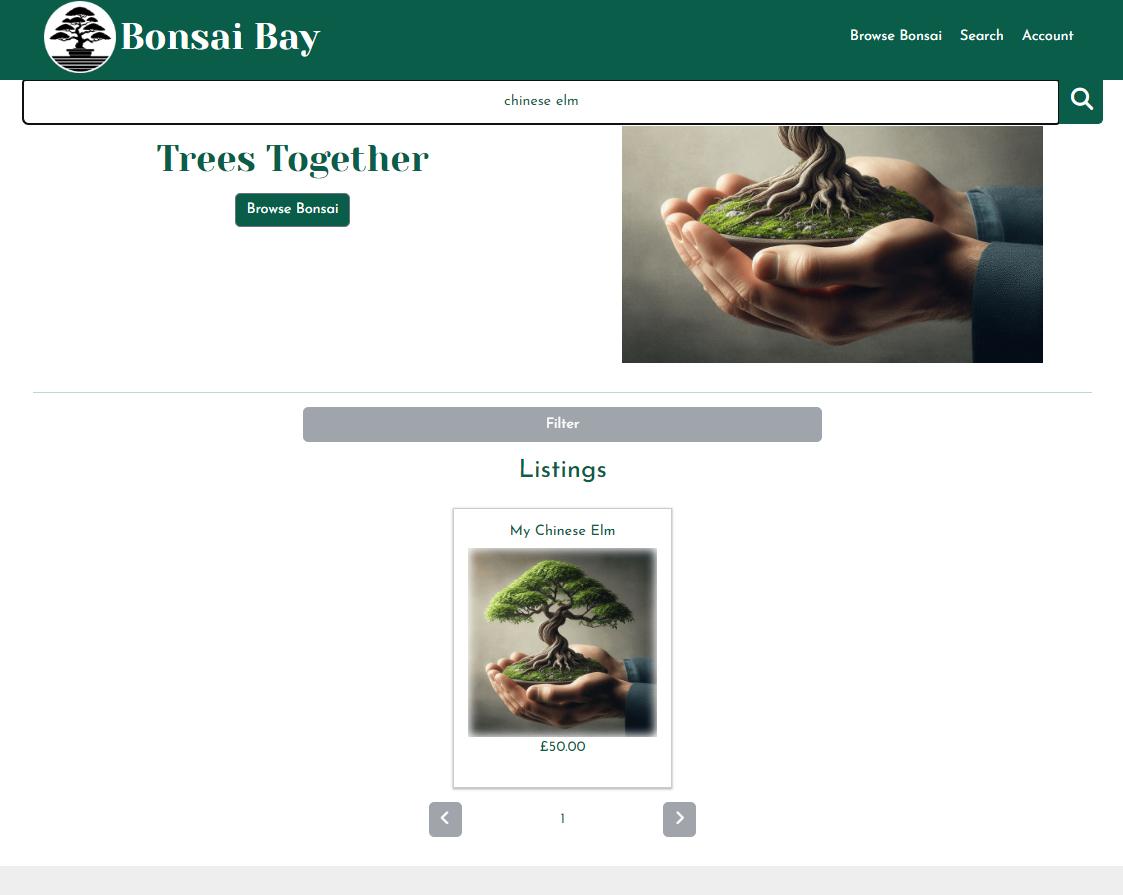 Bonsai Bay
Browse Bonsai Search Account
chinese elm
Trees Together
Browse Bonsai
Filter
Listings
My Chinese Elm
£50.00
1